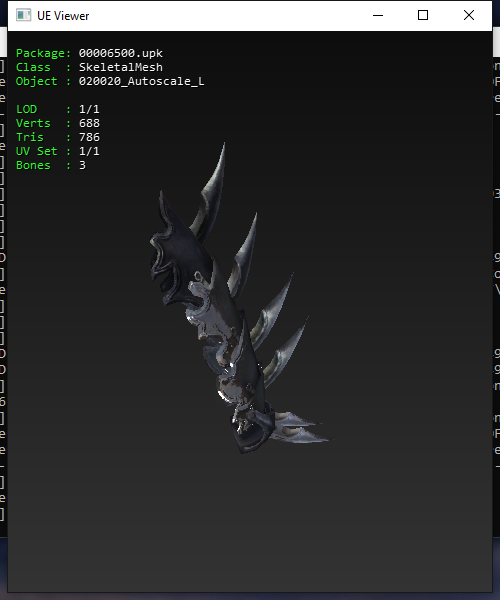 UE Viewer
Package: 00006500.upk
Class : SkeletalMesh
Object : 020020_Autoscale_L
LOD : 1/1
Verts : 688
Tris : 786
UV Set : 1/1
Bones : 3